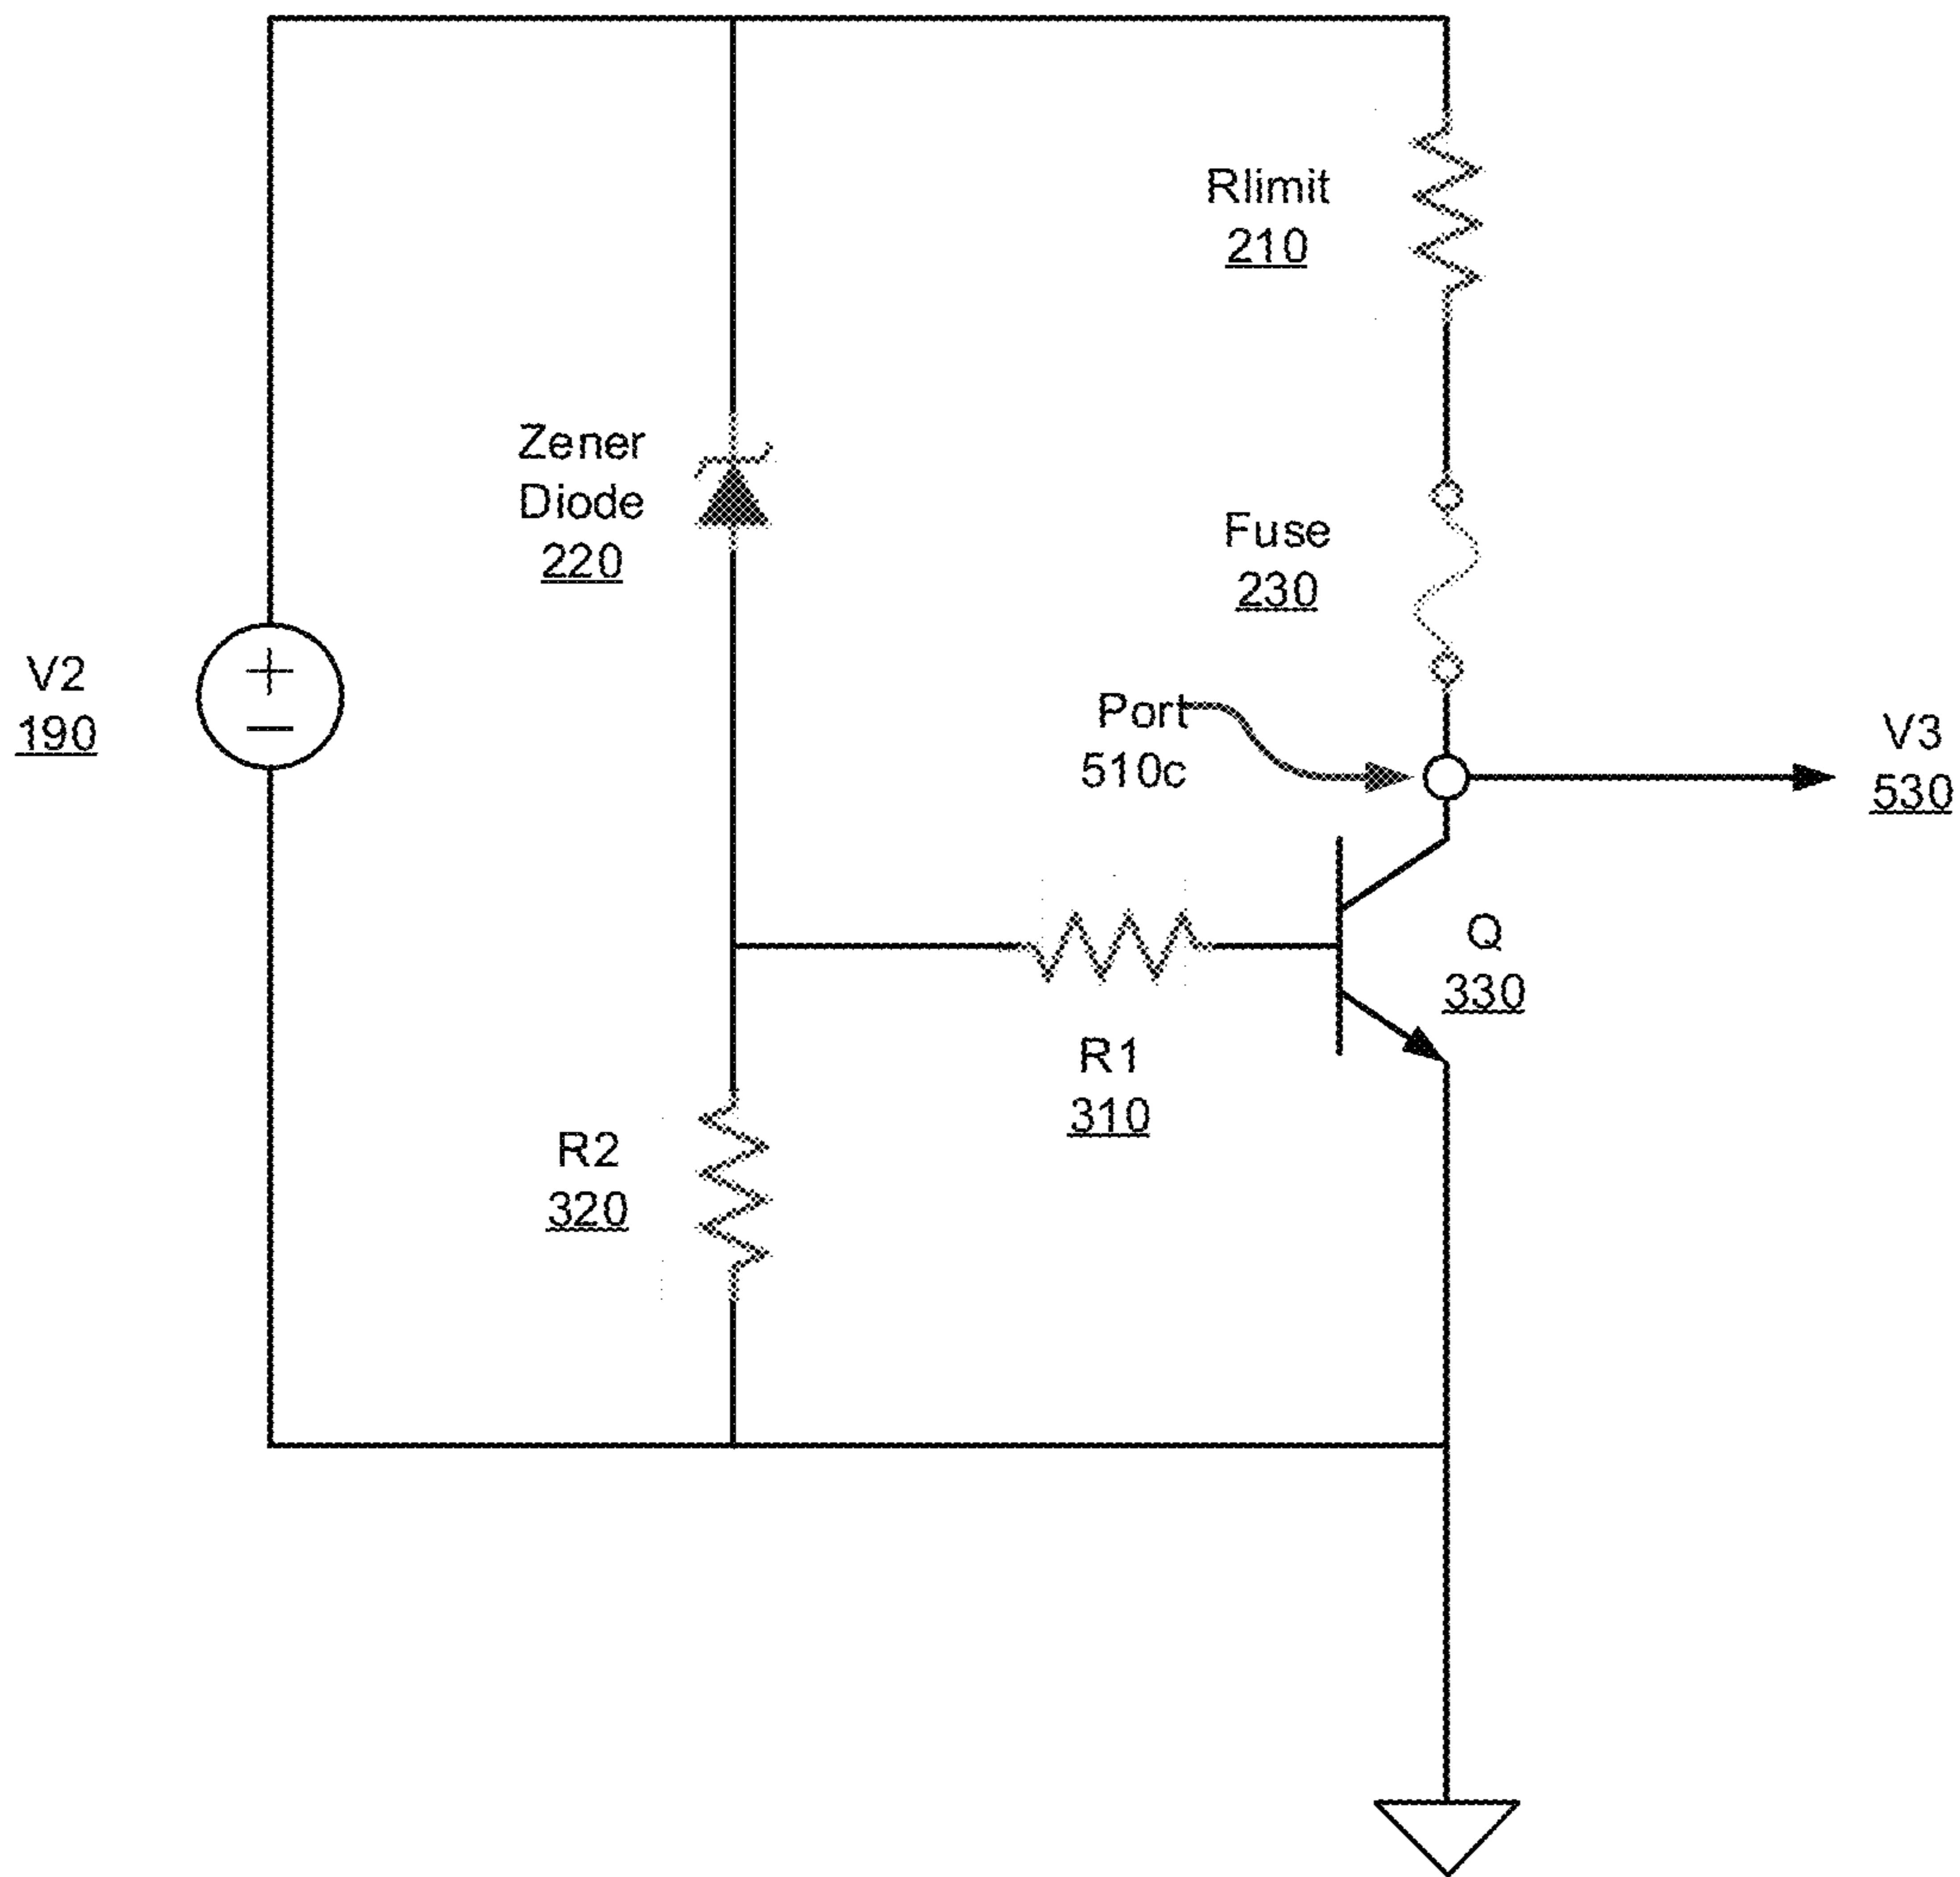 Rlimit
210
Zener
Diode
220
Fuse
230
V2
190
+
−
Port
510c
V3
530
Q
330
R1
310
R2
320